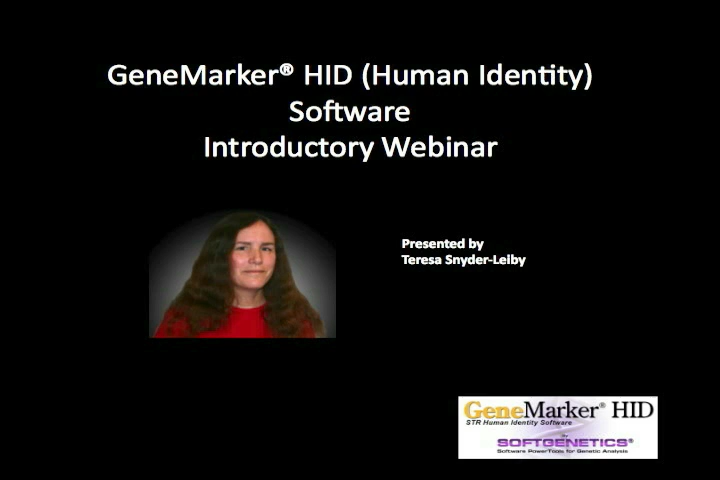 GeneMarker® HID (Human Identity)
Software
Introductory Webinar
Presented by
Teresa Snyder-Leiby
GeneMarker® HID
STR Human Identity Software
SOFTGENETICS®
Software PowerTools for Genetic Analysis